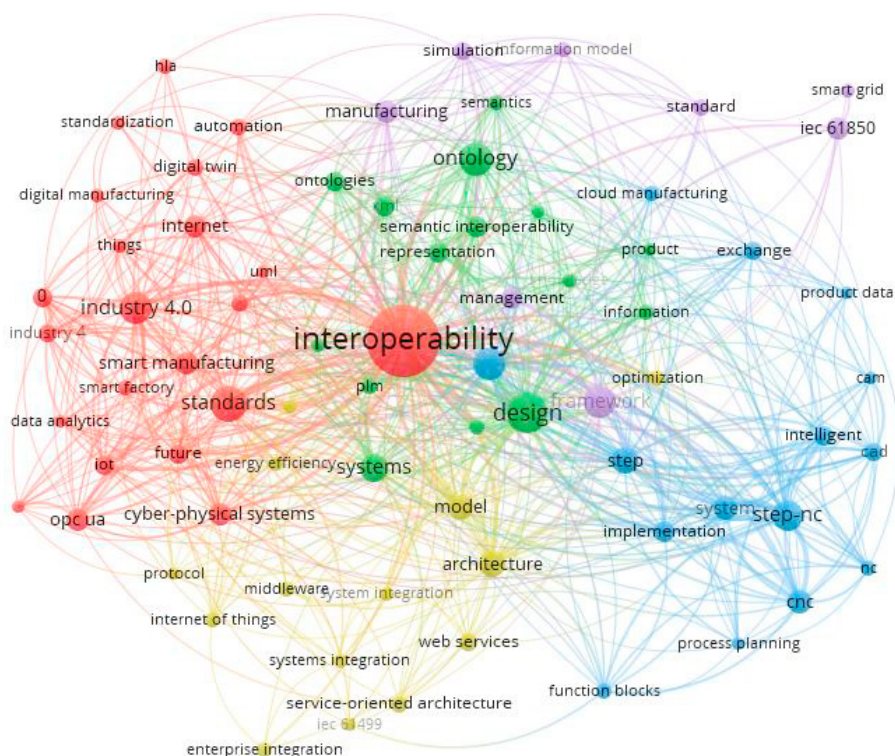 simulation
information model
hla
smart grid
semantics
manufacturing
standard
standardization
automation
iec 61850
ontology
digital twin
ontologies
digital manufacturing
cloud manufacturing
xml
internet
semantic interoperability
things
representation
product
exchange
uml
product data
0
industry 4.0
management
information
industry 4
interoperability
smart manufacturing
optimization
cam
smart factory
plm
standards
design
framework
data analytics
intelligent
future
cad
iot
energy efficiency
systems
step
model
system
opc ua
cyber-physical systems
step-nc
implementation
architecture
nc
protocol
middleware
system integration
cnc
internet of things
web services
process planning
systems integration
function blocks
service-oriented architecture
iec 61499
enterprise integration